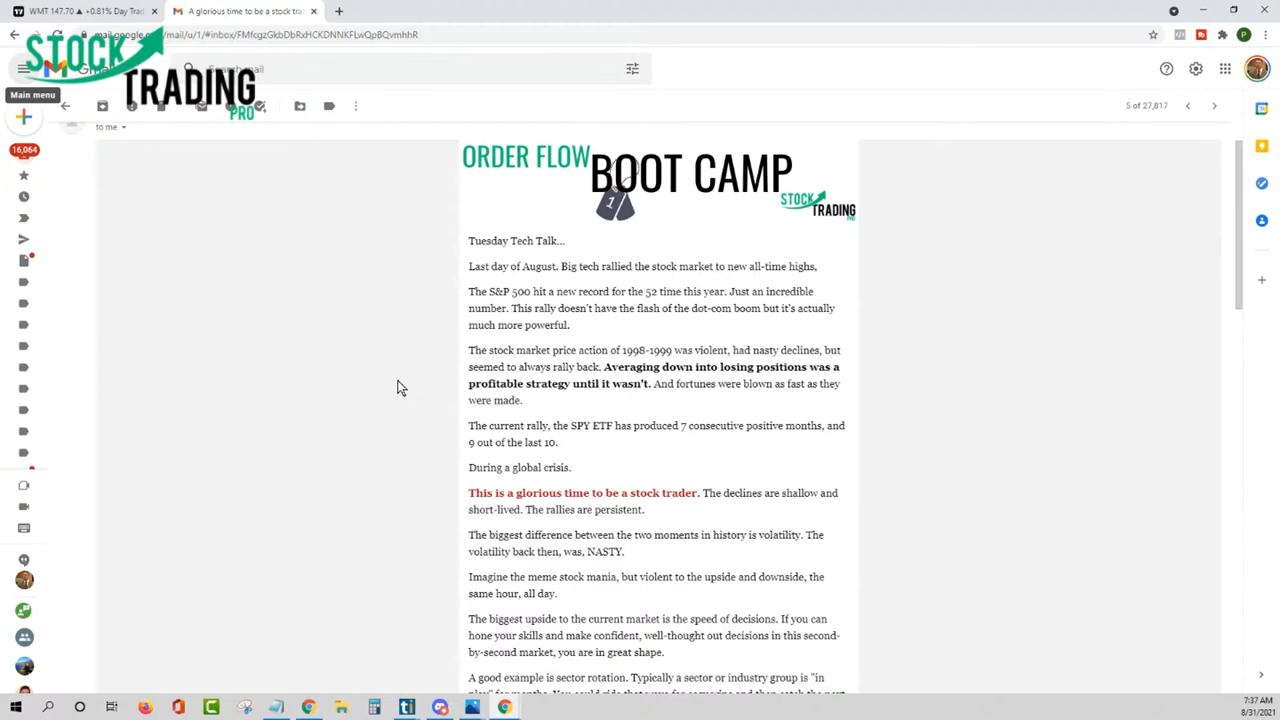 WMT 147.70 ▲ +0.81% Day Trad
A glorious time to be a stock tra
/mail/u/1/#inbox/FMfcgzGkbDbRxHCKDNNKFLwQpBQvmhhR
STOCK
TRADING
PRO
Main menu
5 of 27,817
to me
16,064
ORDER FLOW
BOOT CAMP
1
STOCK
TRADING
PRO
Tuesday Tech Talk...
Last day of August. Big tech rallied the stock market to new all-time highs,
The S&P 500 hit a new record for the 52 time this year. Just an incredible
number. This rally doesn't have the flash of the dot-com boom but it's actually
much more powerful.
The stock market price action of 1998-1999 was violent, had nasty declines, but
seemed to always rally back. Averaging down into losing positions was a
profitable strategy until it wasn't. And fortunes were blown as fast as they
were made.
The current rally, the SPY ETF has produced 7 consecutive positive months, and
9 out of the last 10.
During a global crisis.
This is a glorious time to be a stock trader. The declines are shallow and
short-lived. The rallies are persistent.
The biggest difference between the two moments in history is volatility. The
volatility back then, was, NASTY.
Imagine the meme stock mania, but violent to the upside and downside, the
same hour, all day.
The biggest upside to the current market is the speed of decisions. If you can
hone your skills and make confident, well-thought out decisions in this second-
by-second market, you are in great shape.
A good example is sector rotation. Typically a sector or industry group is "in
7:37 AM
8/31/2021